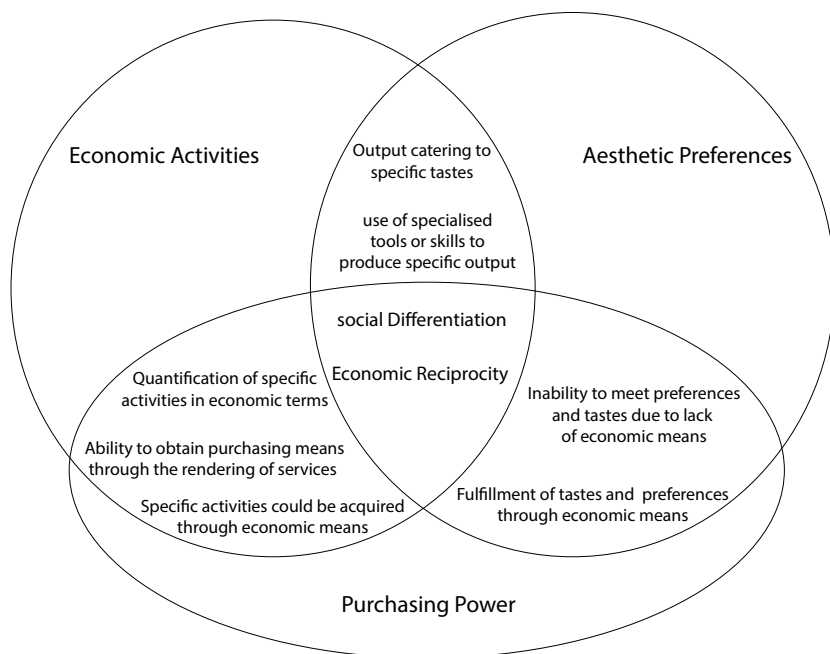 Economic Activities
Aesthetic Preferences
Output catering to
specific tastes
use of specialised
tools or skills to
produce specific output
social Differentiation
Economic Reciprocity
Quantification of specific
activities in economic terms
Ability to obtain purchasing means
through the rendering of services
Specific activities could be acquired
through economic means
Inability to meet preferences
and tastes due to lack
of economic means
Fulfillment of tastes and preferences
through economic means
Purchasing Power